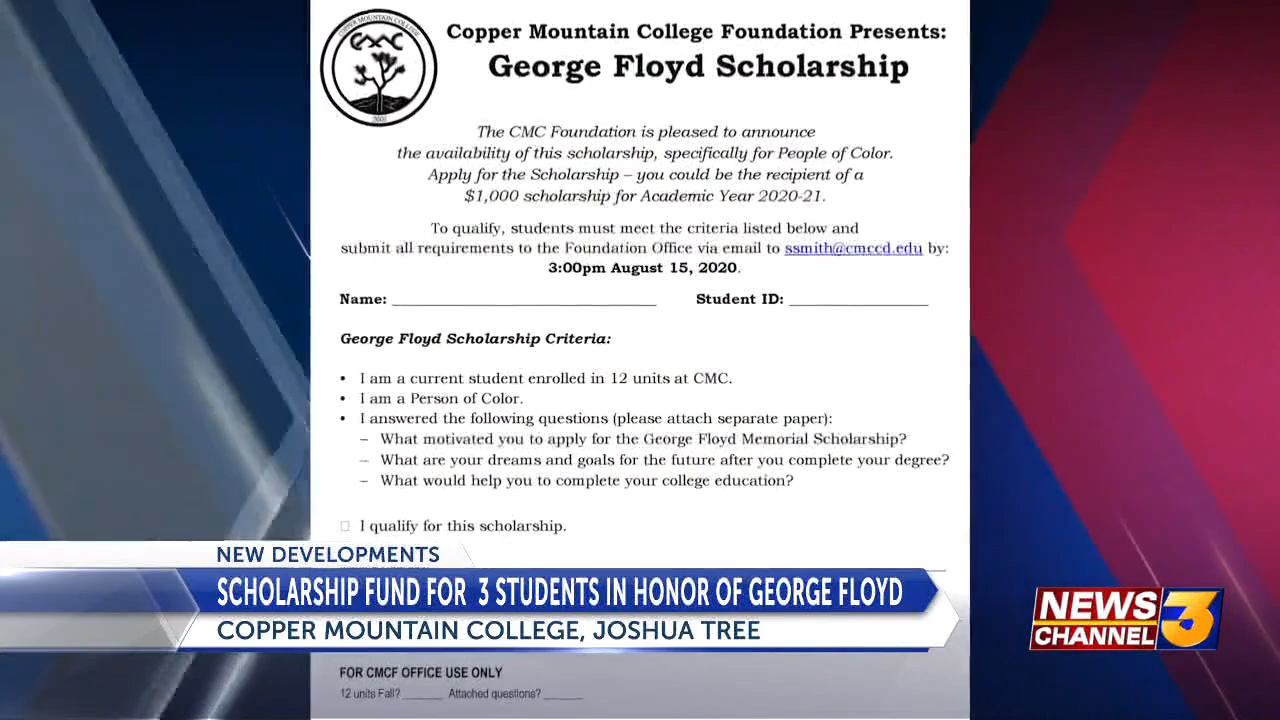 COPPER MOUNTAIN COLLEGE
CMC
Copper Mountain College Foundation Presents:
George Floyd Scholarship
The CMC Foundation is pleased to announce
the availability of this scholarship, specifically for People of Color.
Apply for the Scholarship – you could be the recipient of a
$1,000 scholarship for Academic Year 2020-21.
To qualify, students must meet the criteria listed below and
submit all requirements to the Foundation Office via email to ssmith@cmccd.edu by:
3:00pm August 15, 2020.
Name: ____________________ Student ID: ____________________
George Floyd Scholarship Criteria:
• I am a current student enrolled in 12 units at CMC.
• I am a Person of Color.
• I answered the following questions (please attach separate paper):
– What motivated you to apply for the George Floyd Memorial Scholarship?
– What are your dreams and goals for the future after you complete your degree?
– What would help you to complete your college education?
☐ I qualify for this scholarship.
NEW DEVELOPMENTS
SCHOLARSHIP FUND FOR 3 STUDENTS IN HONOR OF GEORGE FLOYD
COPPER MOUNTAIN COLLEGE, JOSHUA TREE
NEWS
CHANNEL 3
FOR CMCF OFFICE USE ONLY
12 units Fall? ______ Attached questions? ______